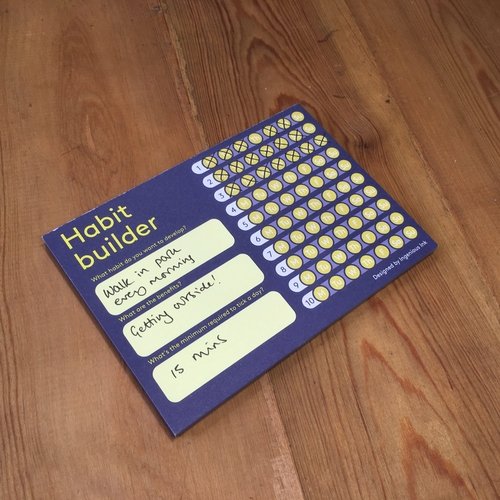 Habit
builder
What habit do you want to develop?
Walk in park
every morning
What are the benefits?
Getting outside!
What's the minimum required to tick a day?
15 mins
1
2
3
4
5
6
7
8
9
10
Designed by Ingenious Ink